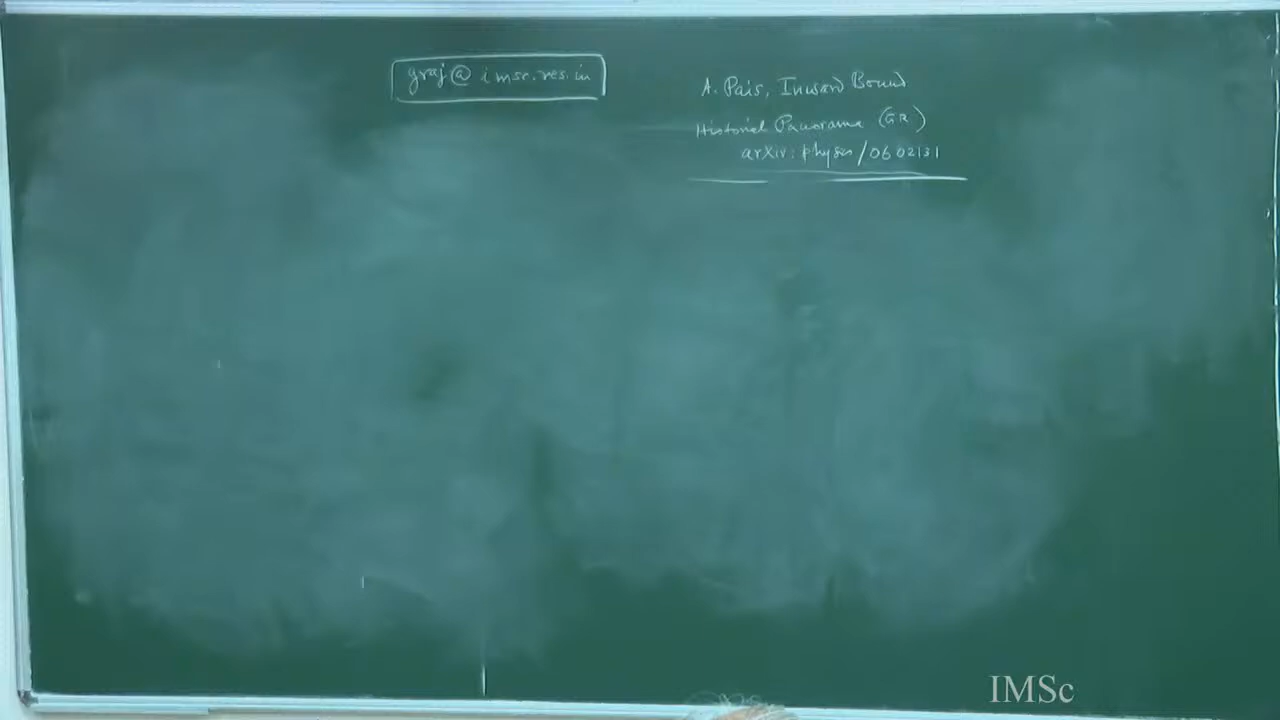 graj@imsc.res.in
A. Pais, Inward Bound
Historical Panorama (GR)
arXiv: physics/0602131
IMSc